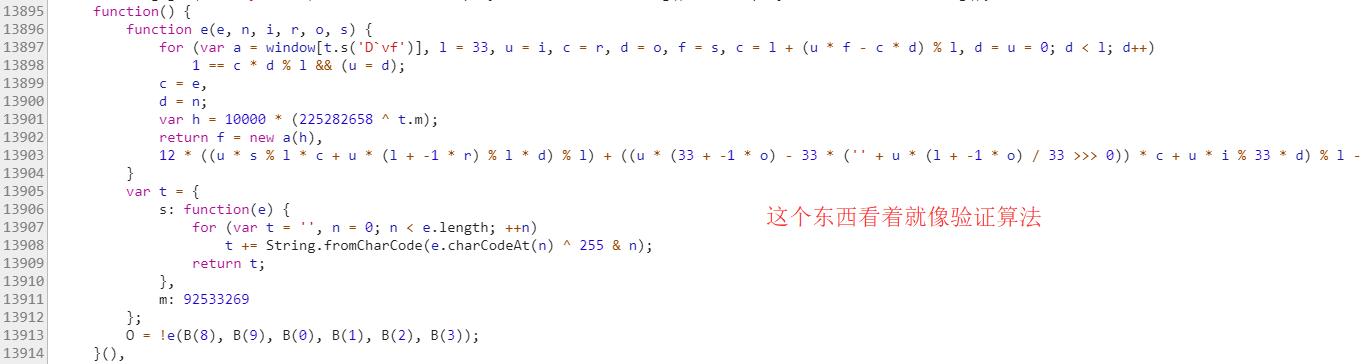 13895 function() {
13896 function e(e, n, i, r, o, s) {
13897 for (var a = window[t.s('D`vf')], l = 33, u = i, c = r, d = o, f = s, c = l + (u * f - c * d) % l, d = u = 0; d < l; d++)
13898 1 == c * d % l && (u = d);
13899 c = e,
13900 d = n;
13901 var h = 10000 * (225282658 ^ t.m);
13902 return f = new a(h),
13903 12 * ((u * s % l * c + u * (l + -1 * r) % l * d) % l) + ((u * (33 + -1 * o) - 33 * ('' + u * (l + -1 * o) / 33 >>> 0)) * c + u * i % 33 * d) % l -
13904 }
13905 var t = {
13906 s: function(e) {
13907 for (var t = '', n = 0; n < e.length; ++n)
13908 t += String.fromCharCode(e.charCodeAt(n) ^ 255 & n);
13909 return t;
13910 },
13911 m: 92533269
13912 };
13913 O = !e(B(8), B(9), B(0), B(1), B(2), B(3));
13914 }(),
这个东西看着就像验证算法